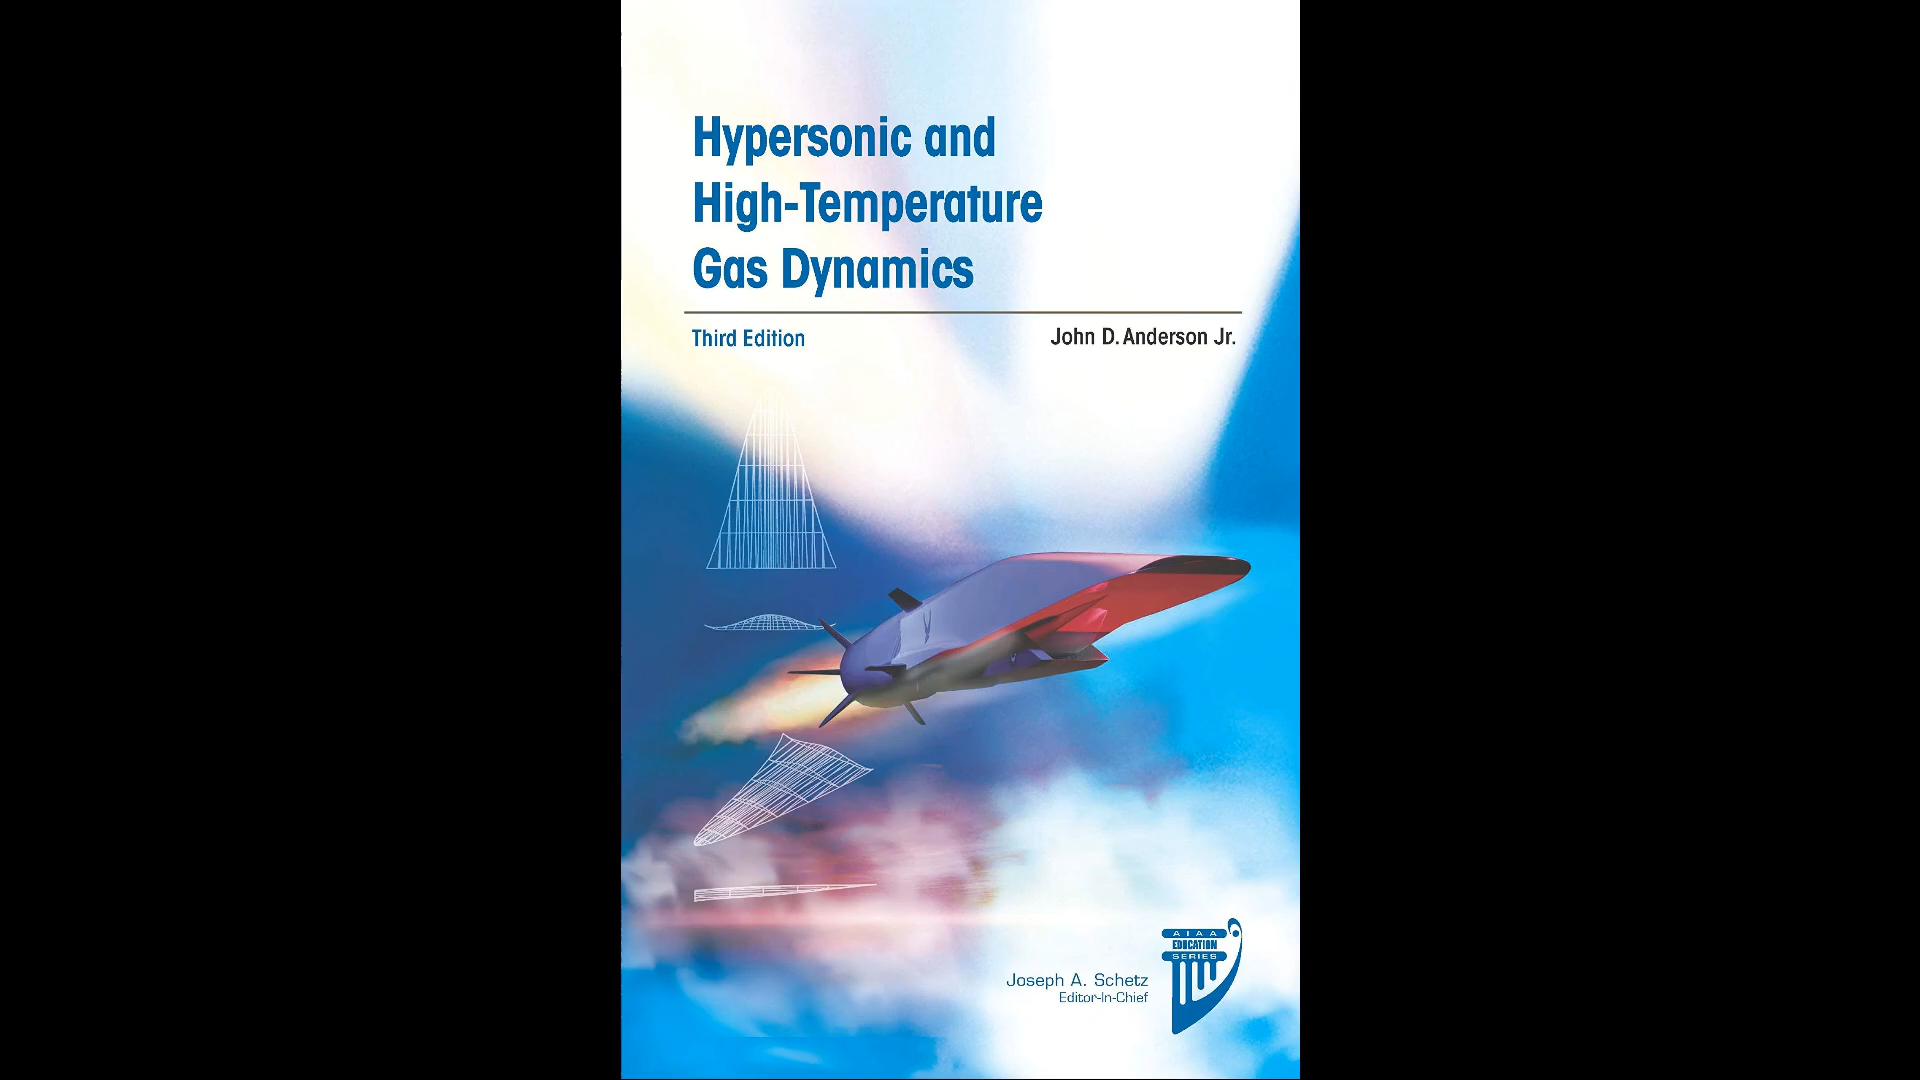 Hypersonic and
High-Temperature
Gas Dynamics
Third Edition
John D. Anderson Jr.
AIAA
EDUCATION
SERIES
Joseph A. Schetz
Editor-In-Chief